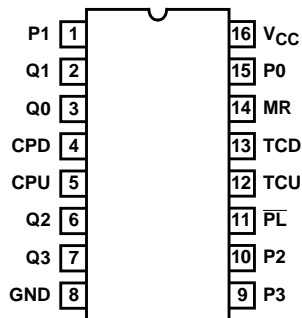 P1 1 16 VCC
Q1 2 15 P0
Q0 3 14 MR
CPD 4 13 TCD
CPU 5 12 TCU
Q2 6 11 P̅L̅
Q3 7 10 P2
GND 8 9 P3